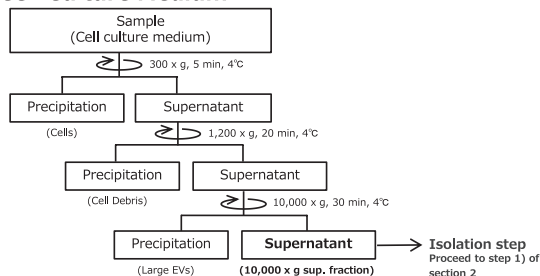 Sample
(Cell culture medium)
300 x g, 5 min, 4℃
Precipitation
Supernatant
(Cells)
1,200 x g, 20 min, 4℃
Precipitation
Supernatant
(Cell Debris)
10,000 x g, 30 min, 4℃
Precipitation
Supernatant
Isolation step
Proceed to step 1) of
section 2
(Large EVs)
(10,000 x g sup. fraction)